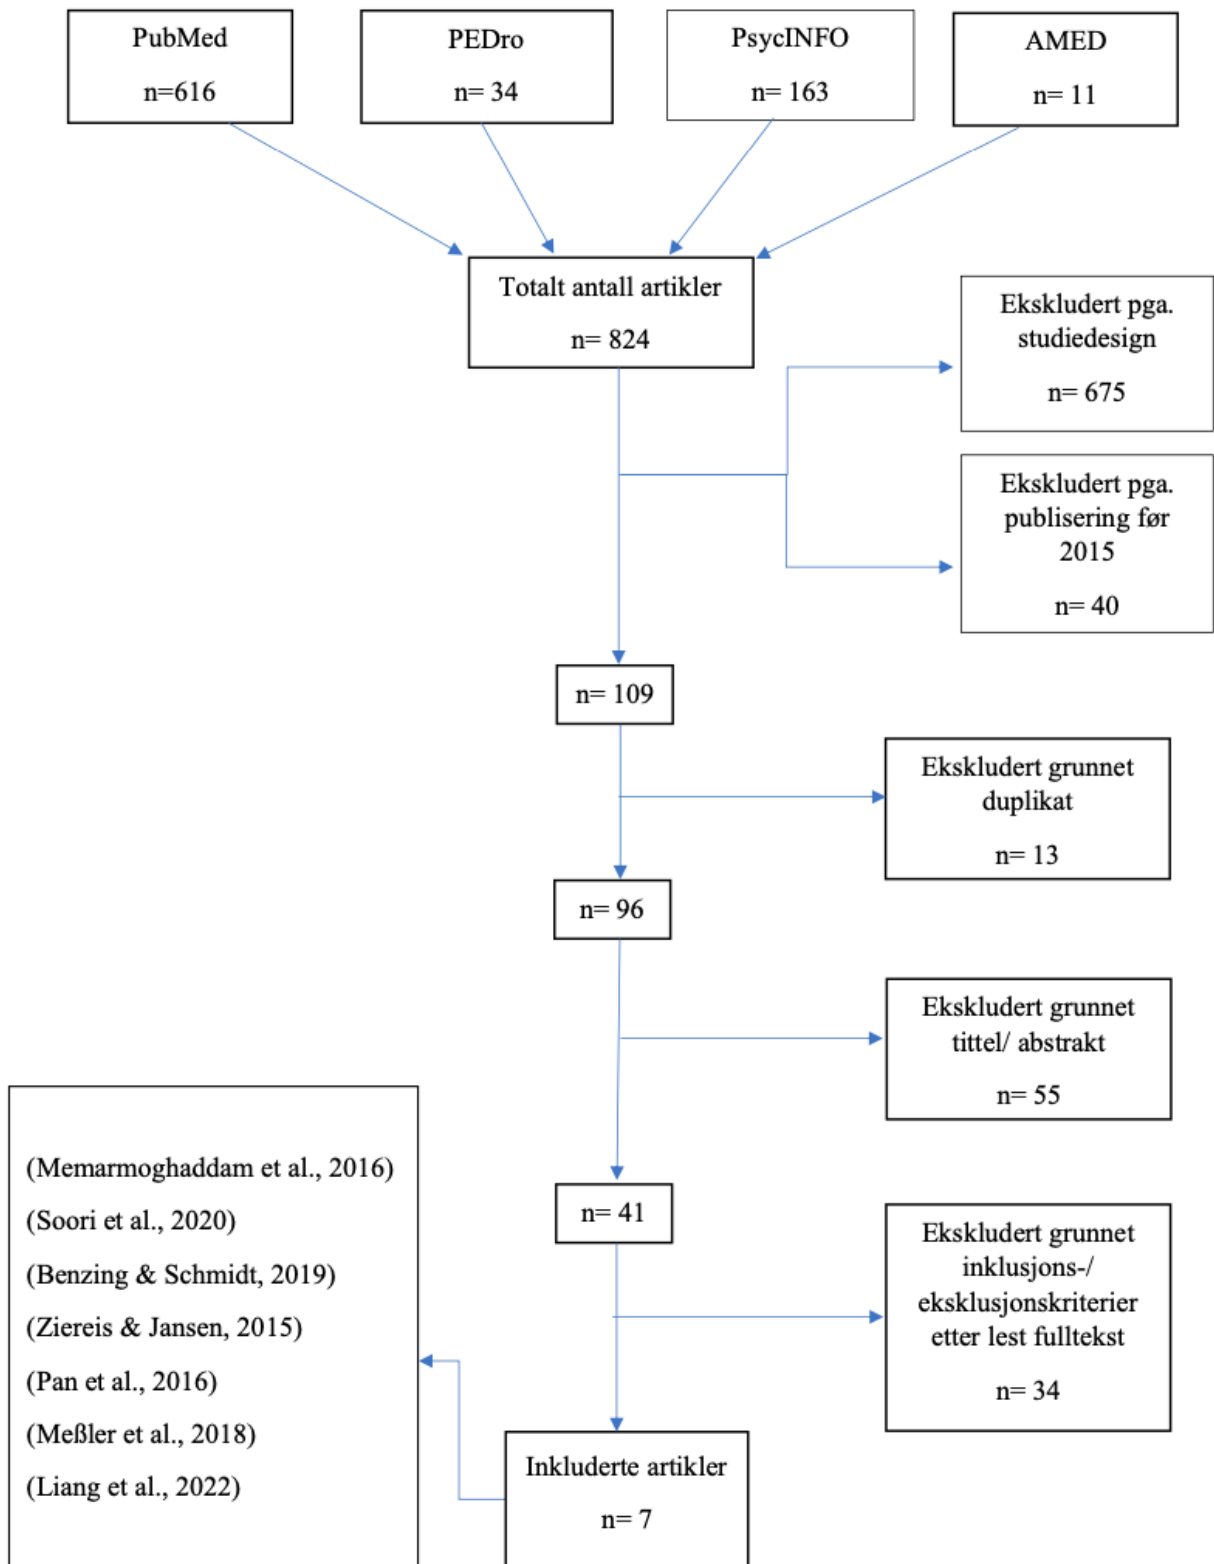 PubMed
n=616
PEDro
n= 34
PsycINFO
n= 163
AMED
n= 11
Totalt antall artikler
n= 824
Ekskludert pga.
studiedesign
n= 675
Ekskludert pga.
publisering før
2015
n= 40
n= 109
Ekskludert grunnet
duplikat
n= 13
n= 96
Ekskludert grunnet
tittel/ abstrakt
n= 55
n= 41
Ekskludert grunnet
inklusjons-/
eksklusjonskriterier
etter lest fulltekst
n= 34
Inkluderte artikler
n= 7
(Memarmoghaddam et al., 2016)
(Soori et al., 2020)
(Benzing & Schmidt, 2019)
(Ziereis & Jansen, 2015)
(Pan et al., 2016)
(Meßler et al., 2018)
(Liang et al., 2022)